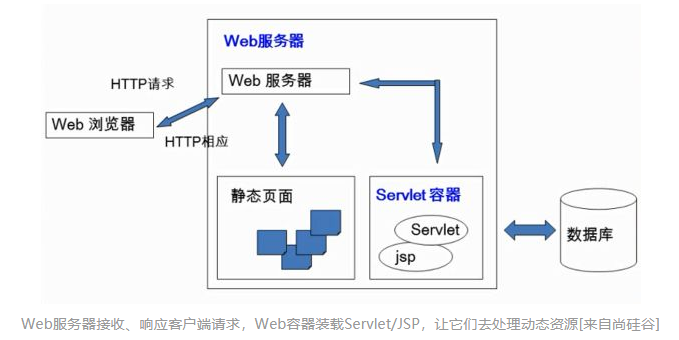 Web服务器
HTTP请求
Web 服务器
Web 浏览器
HTTP相应
静态页面
Servlet 容器
Servlet
jsp
数据库
Web服务器接收、响应客户端请求，Web容器装载Servlet/JSP，让它们去处理动态资源[来自尚硅谷]